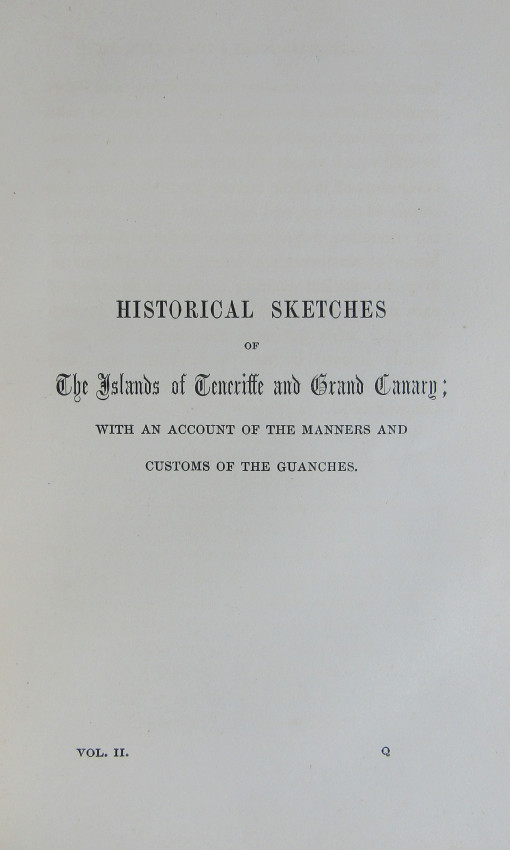 HISTORICAL SKETCHES
OF
The Islands of Teneriffe and Grand Canary;
WITH AN ACCOUNT OF THE MANNERS AND
CUSTOMS OF THE GUANCHES.
VOL. II. Q